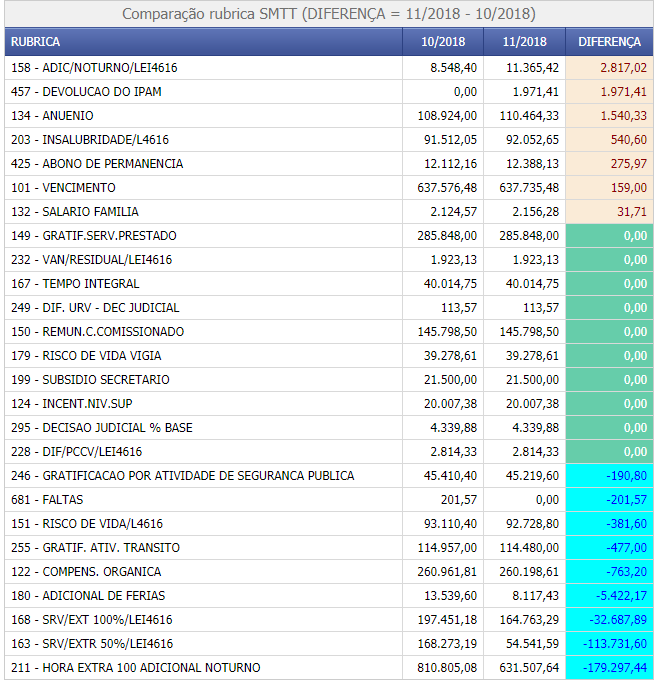 Comparação rubrica SMTT (DIFERENÇA = 11/2018 - 10/2018)
RUBRICA 10/2018 11/2018 DIFERENÇA
158 - ADIC/NOTURNO/LEI4616 8.548,40 11.365,42 2.817,02
457 - DEVOLUCAO DO IPAM 0,00 1.971,41 1.971,41
134 - ANUENIO 108.924,00 110.464,33 1.540,33
203 - INSALUBRIDADE/L4616 91.512,05 92.052,65 540,60
425 - ABONO DE PERMANENCIA 12.112,16 12.388,13 275,97
101 - VENCIMENTO 637.576,48 637.735,48 159,00
132 - SALARIO FAMILIA 2.124,57 2.156,28 31,71
149 - GRATIF.SERV.PRESTADO 285.848,00 285.848,00 0,00
232 - VAN/RESIDUAL/LEI4616 1.923,13 1.923,13 0,00
167 - TEMPO INTEGRAL 40.014,75 40.014,75 0,00
249 - DIF. URV - DEC JUDICIAL 113,57 113,57 0,00
150 - REMUN.C.COMISSIONADO 145.798,50 145.798,50 0,00
179 - RISCO DE VIDA VIGIA 39.278,61 39.278,61 0,00
199 - SUBSIDIO SECRETARIO 21.500,00 21.500,00 0,00
124 - INCENT.NIV.SUP 20.007,38 20.007,38 0,00
295 - DECISAO JUDICIAL % BASE 4.339,88 4.339,88 0,00
228 - DIF/PCCV/LEI4616 2.814,33 2.814,33 0,00
246 - GRATIFICACAO POR ATIVIDADE DE SEGURANCA PUBLICA 45.410,40 45.219,60 -190,80
681 - FALTAS 201,57 0,00 -201,57
151 - RISCO DE VIDA/L4616 93.110,40 92.728,80 -381,60
255 - GRATIF. ATIV. TRANSITO 114.957,00 114.480,00 -477,00
122 - COMPENS. ORGANICA 260.961,81 260.198,61 -763,20
180 - ADICIONAL DE FERIAS 13.539,60 8.117,43 -5.422,17
168 - SRV/EXT 100%/LEI4616 197.451,18 164.763,29 -32.687,89
163 - SRV/EXTR 50%/LEI4616 168.273,19 54.541,59 -113.731,60
211 - HORA EXTRA 100 ADICIONAL NOTURNO 810.805,08 631.507,64 -179.297,44